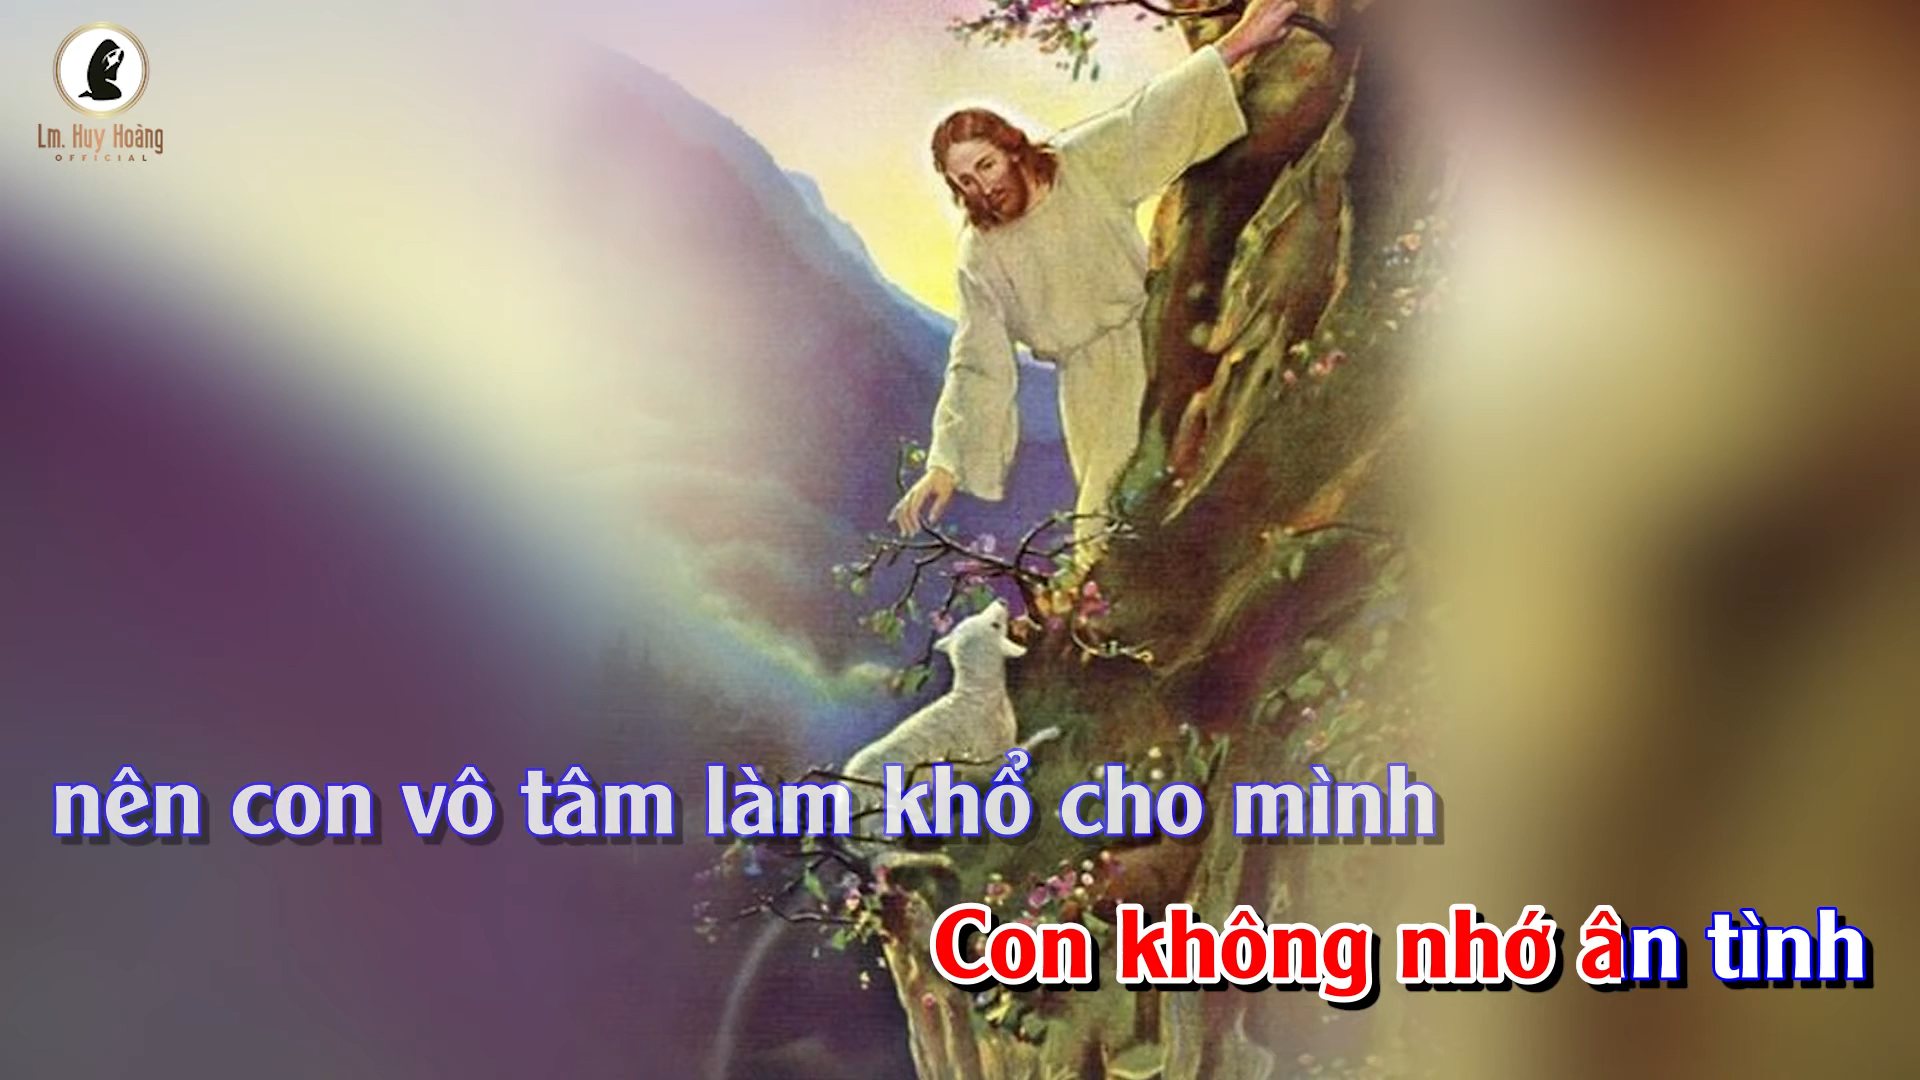 Lm. Huy Hoàng
OFFICIAL
nên con vô tâm làm khổ cho mình
Con không nhớ ân tình